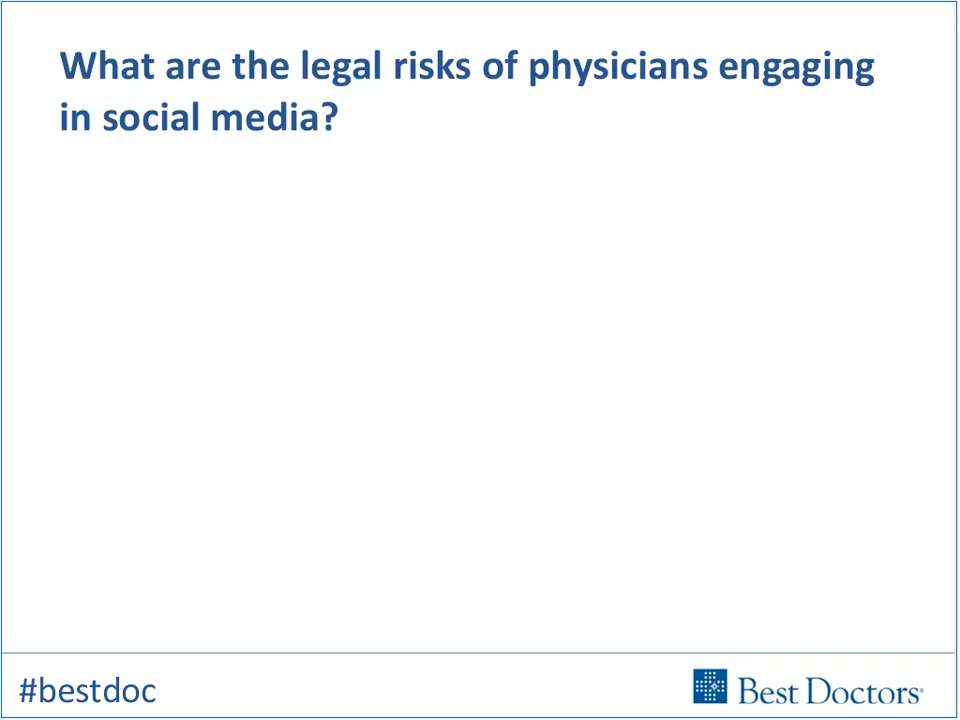 What are the legal risks of physicians engaging
in social media?
#bestdoc
Best Doctors®